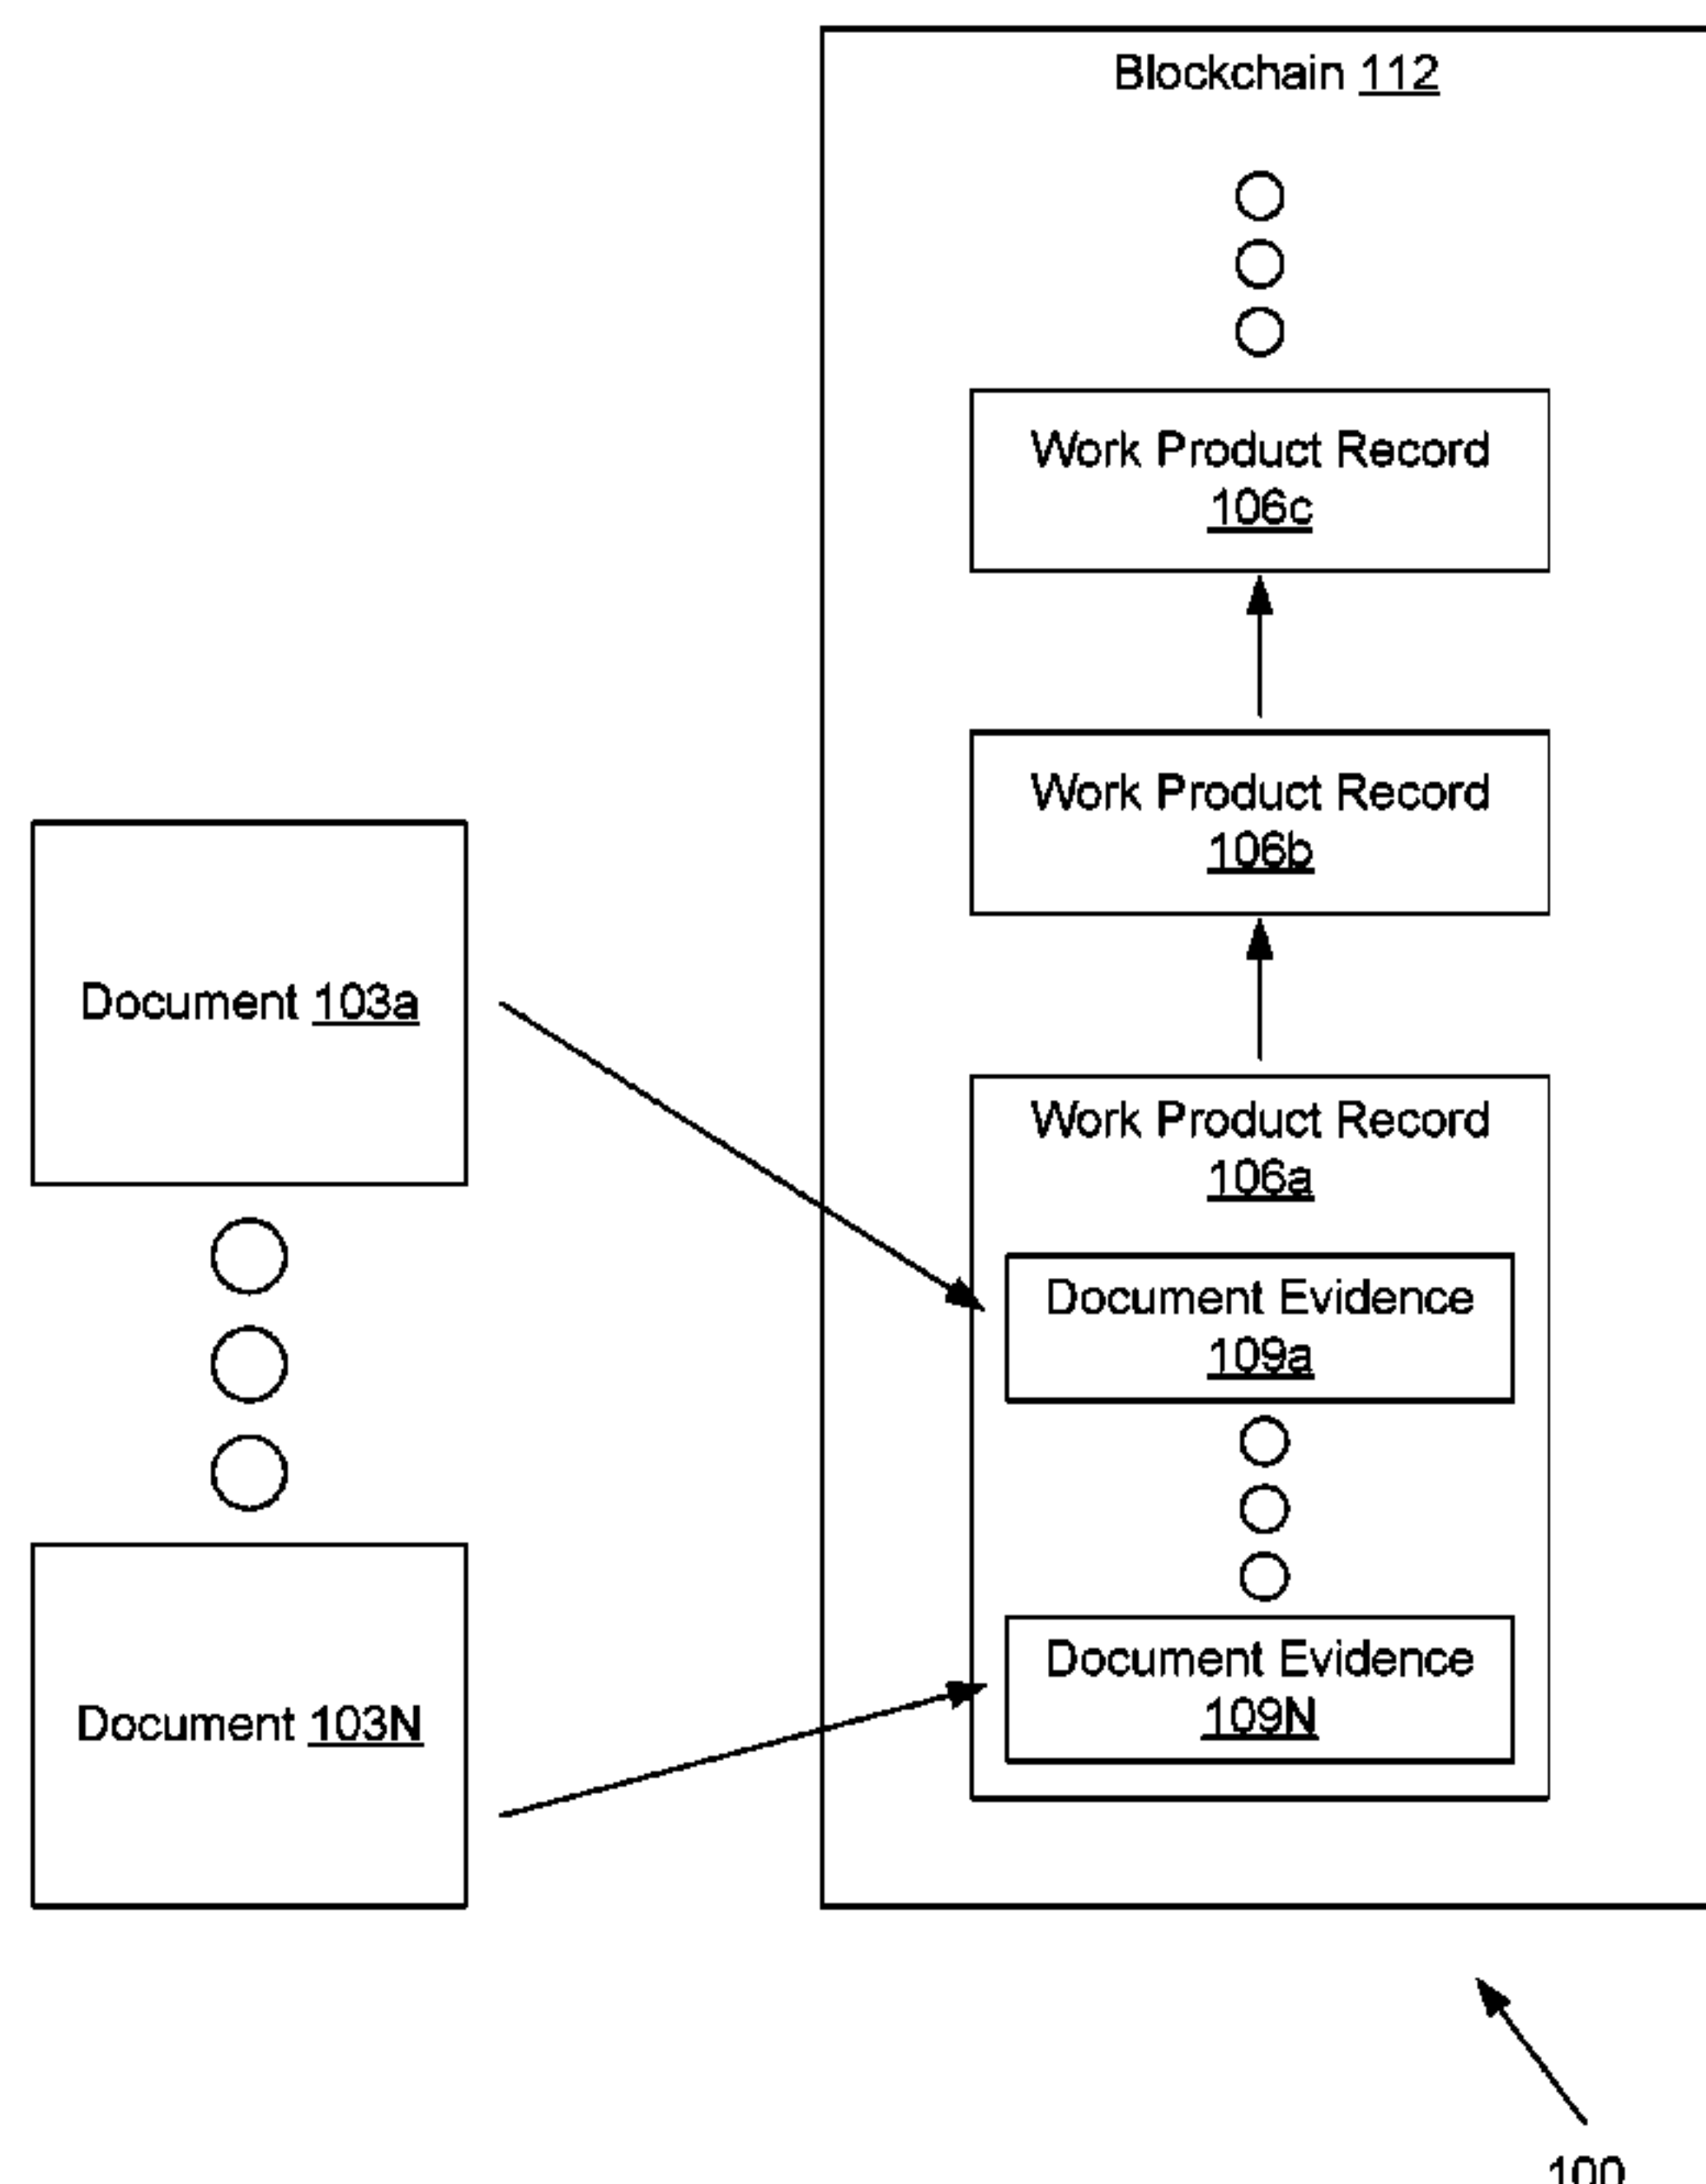 Blockchain 112
Work Product Record
106c
Work Product Record
106b
Document 103a
Work Product Record
106a
Document Evidence
109a
Document Evidence
109N
Document 103N
100